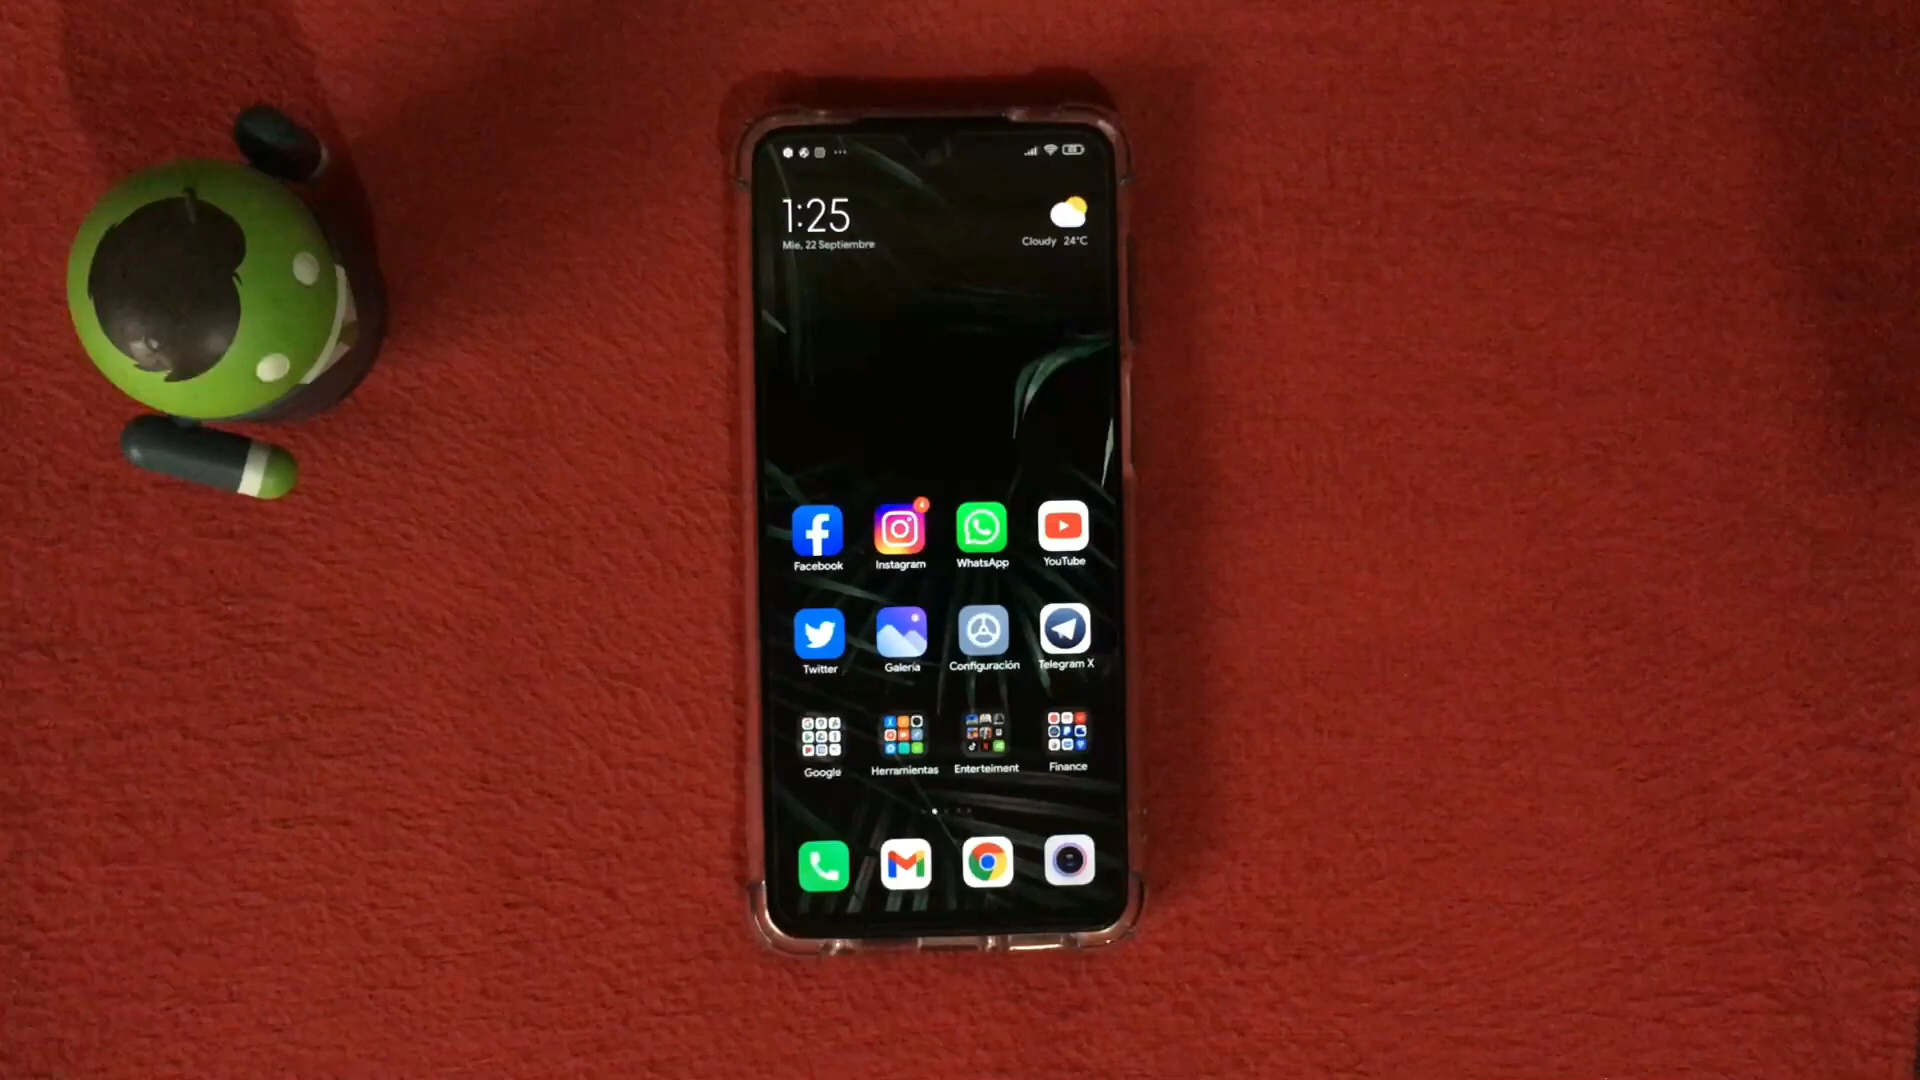 1:25
Mie, 22 Septiembre
Cloudy 24°C
4
Facebook
Instagram
WhatsApp
YouTube
Twitter
Galería
Configuración
Telegram X
Google
Herramientas
Enterteiment
Finance